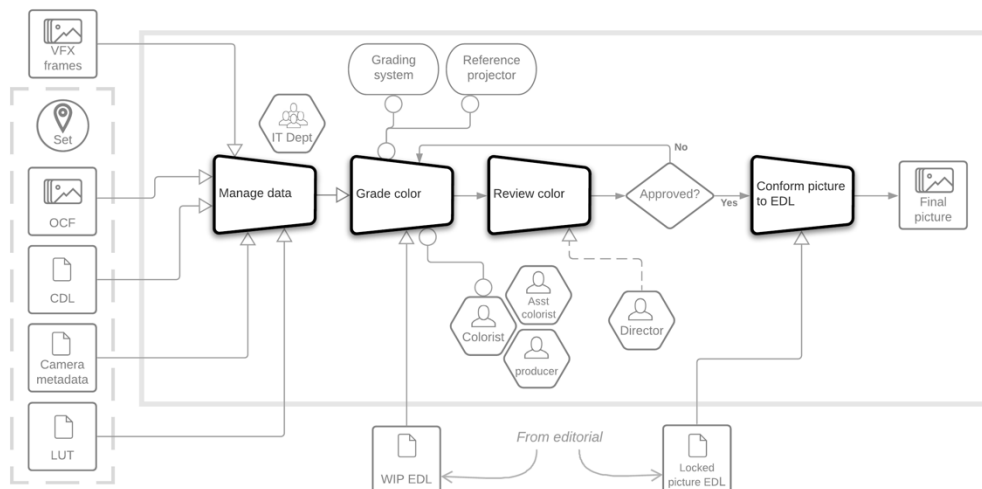 VFX
frames
Set
OCF
CDL
Camera
metadata
LUT
IT Dept
Grading
system
Reference
projector
Manage data
Grade color
Review color
No
Approved?
Yes
Conform picture
to EDL
Final
picture
Colorist
Asst
colorist
producer
Director
From editorial
WIP EDL
Locked
picture EDL